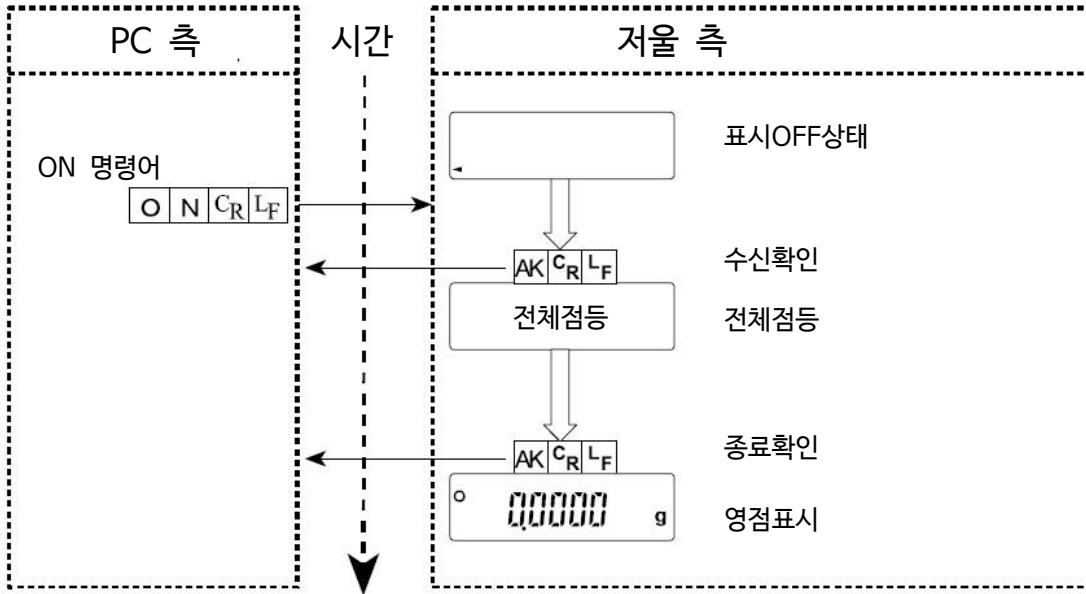 PC 측
시간
저울 측
표시OFF상태
ON 명령어
O N CR LF
AK CR LF
수신확인
전체점등
전체점등
AK CR LF
종료확인
0.0000 g
영점표시